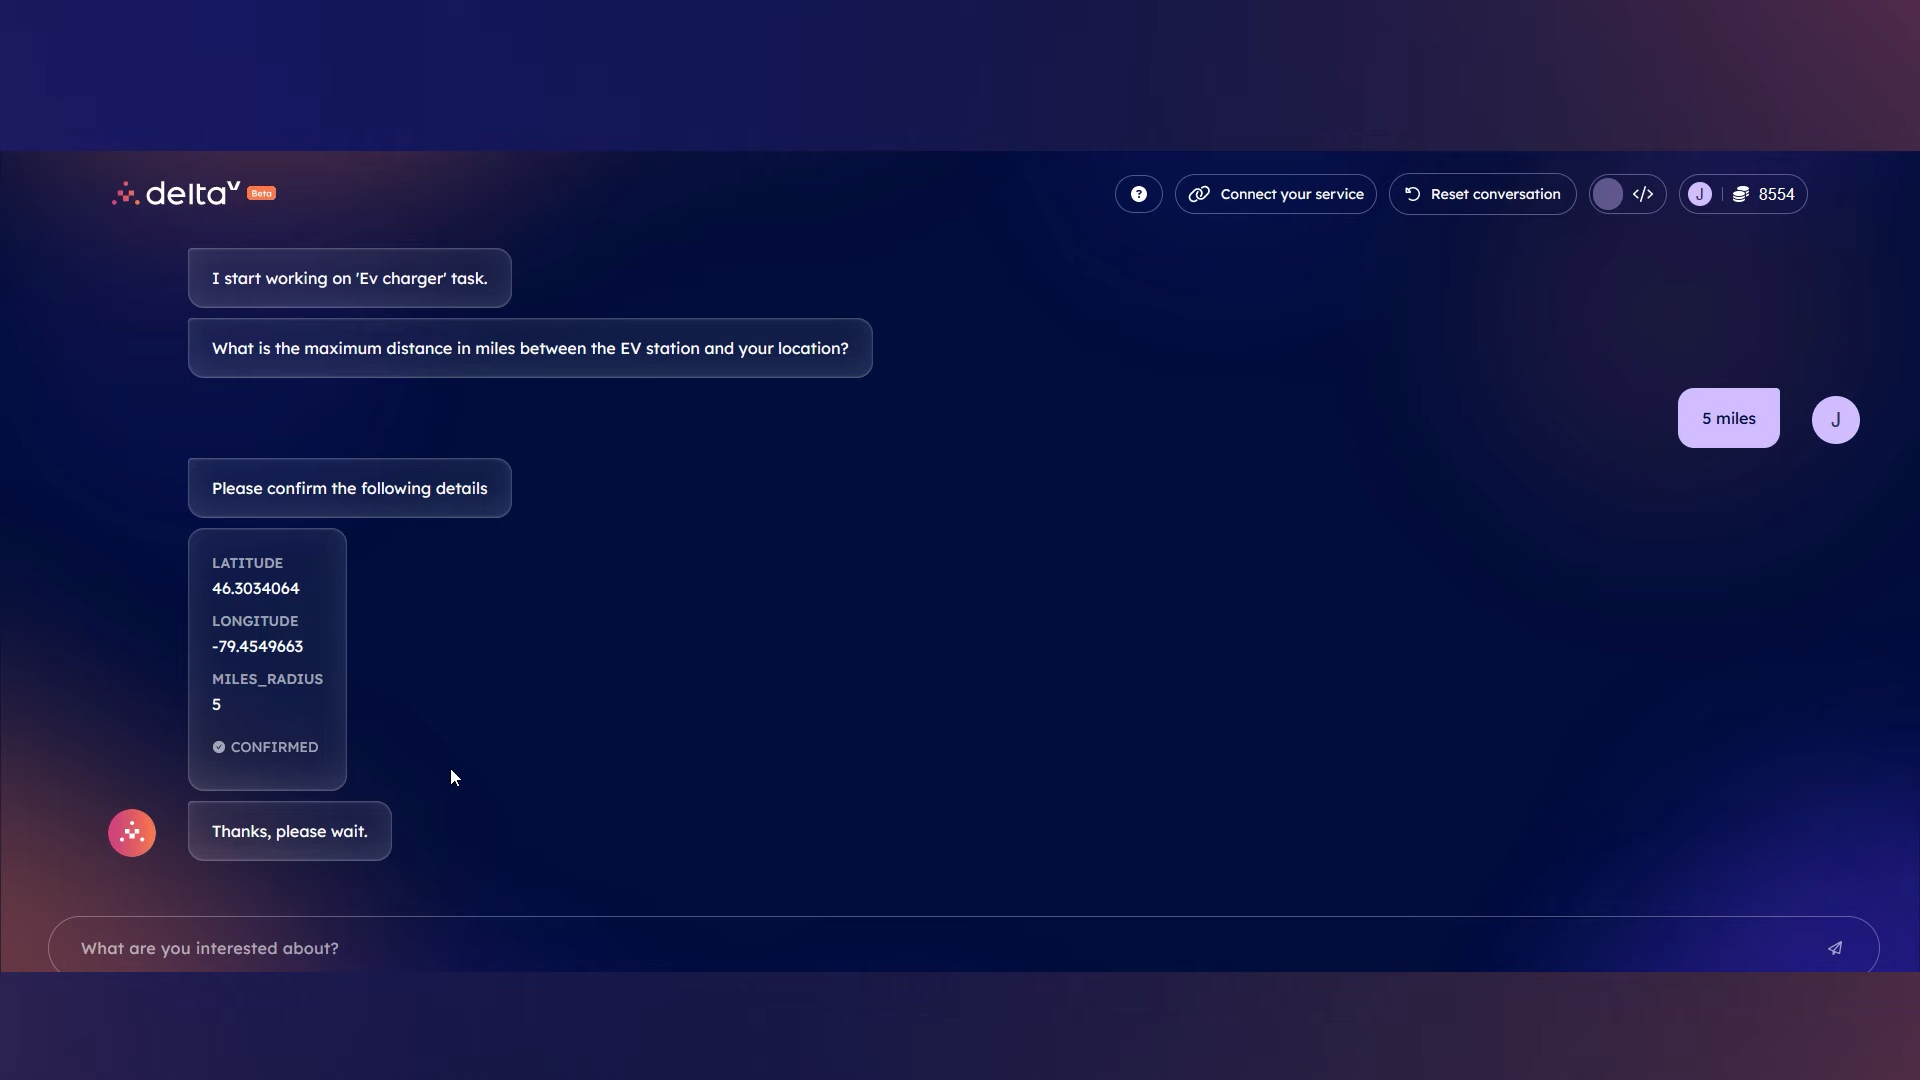 deltaV Beta
? Connect your service Reset conversation </> J 8554
I start working on 'Ev charger' task.
What is the maximum distance in miles between the EV station and your location?
5 miles J
Please confirm the following details
LATITUDE
46.3034064
LONGITUDE
-79.4549663
MILES_RADIUS
5
CONFIRMED
Thanks, please wait.
What are you interested about?